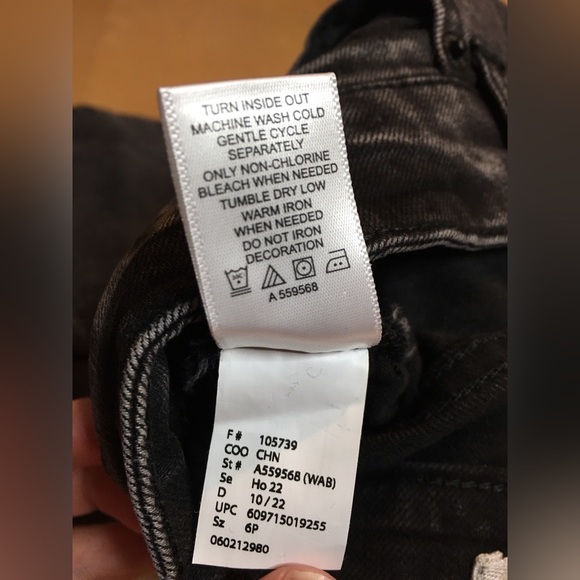 TURN INSIDE OUT
MACHINE WASH COLD
GENTLE CYCLE
SEPARATELY
ONLY NON-CHLORINE
BLEACH WHEN NEEDED
TUMBLE DRY LOW
WARM IRON
WHEN NEEDED
DO NOT IRON
DECORATION
A 559568
F # 105739
COO CHN
St # A559568 (WAB)
Se Ho 22
D 10 / 22
UPC 609715019255
Sz 6P
060212980